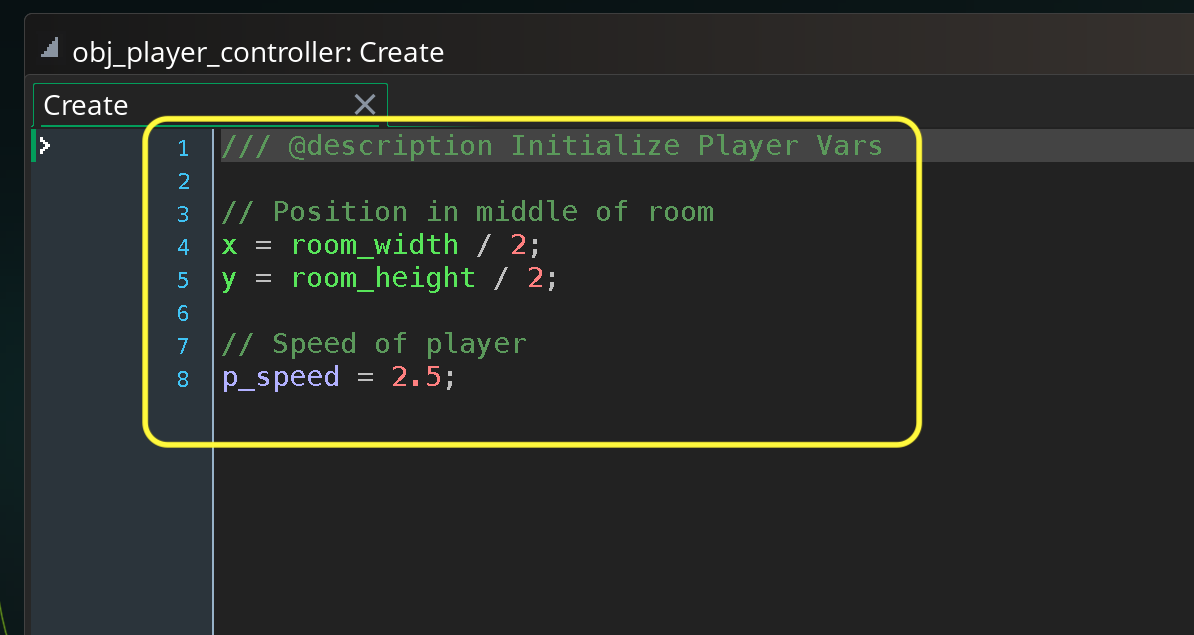 obj_player_controller: Create
Create
1 /// @description Initialize Player Vars
2
3 // Position in middle of room
4 x = room_width / 2;
5 y = room_height / 2;
6
7 // Speed of player
8 p_speed = 2.5;